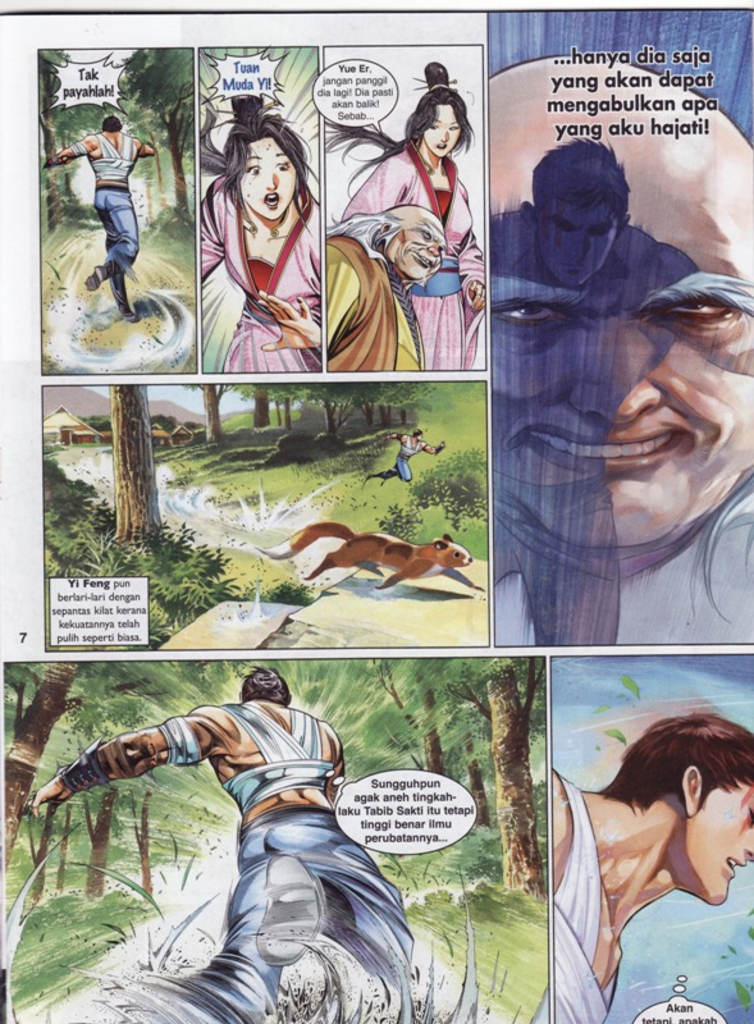 Tak
payahlah!
Tuan
Muda Yi?!
Yue Er,
jangan panggil
dia lagi! Dia pasti
akan balik!
Sebab...
...hanya dia saja
yang akan dapat
mengabulkan apa
yang aku hajati!
Yi Feng pun
berlari-lari dengan
sepantas kilat kerana
kekuatannya telah
pulih seperti biasa.
7
Sungguhpun
agak aneh tingkah-
laku Tabib Sakti itu tetapi
tinggi benar ilmu
perubatannya...
Akan
tetapi, apakah